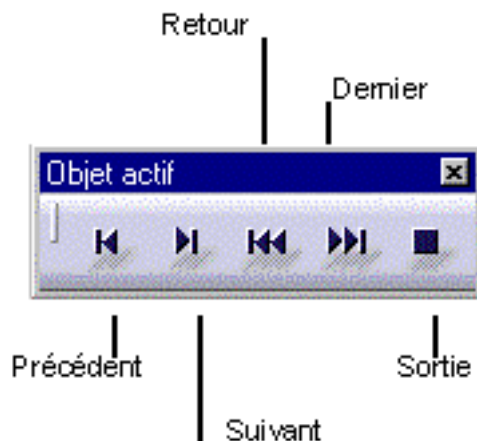 Retour
Dernier
Objet actif
Précédent
Sortie
Suivant